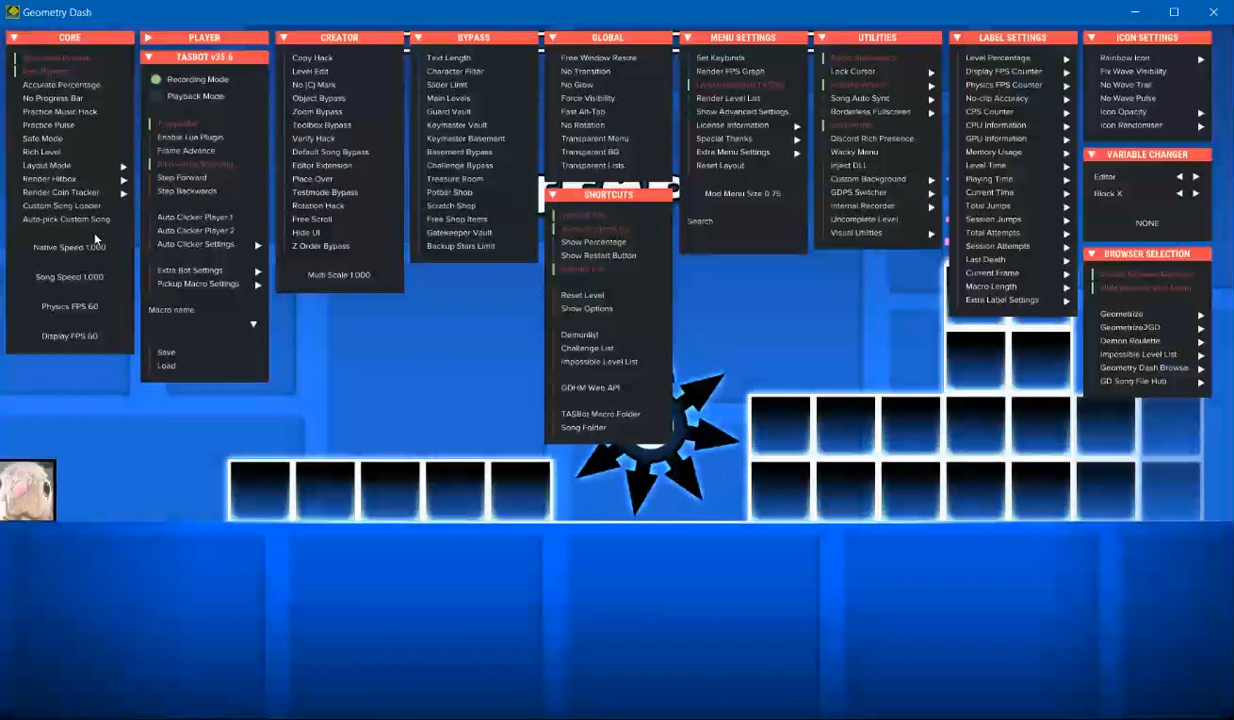 Geometry Dash
CORE
Icon Bypass
Accurate Percentage
No Progress Bar
Practice Music Hack
Practice Pulse
Safe Mode
Rich Level
Layout Mode
Render Hitbox
Render Coin Tracker
Custom Song Loader
Auto-pick Custom Song
Native Speed 1.000
Song Speed 1.000
Physics FPS 60
Display FPS 60
PLAYER
TASBOT v35.6
Recording Mode
Playback Mode
Enable Lua Plugin
Frame Advance
Step Forward
Step Backwards
Auto Clicker Player 1
Auto Clicker Player 2
Auto Clicker Settings
Extra Bot Settings
Pickup Macro Settings
Macro name
Save
Load
CREATOR
Copy Hack
Level Edit
No (C) Mark
Object Bypass
Zoom Bypass
Toolbox Bypass
Verify Hack
Default Song Bypass
Editor Extension
Place Over
Testmode Bypass
Rotation Hack
Free Scroll
Hide UI
Z Order Bypass
Multi Scale 1.000
BYPASS
Text Length
Character Filter
Slider Limit
Main Levels
Guard Vault
Keymaster Vault
Keymaster Basement
Basement Bypass
Challenge Bypass
Treasure Room
Potbor Shop
Scratch Shop
Free Shop Items
Gatekeeper Vault
Backup Stars Limit
GLOBAL
Free Window Resize
No Transition
No Glow
Force Visibility
Fast Alt-Tab
No Rotation
Transparent Menu
Transparent BG
Transparent Lists
SHORTCUTS
Show Percentage
Show Restart Button
Reset Level
Show Options
Demonlist
Challenge List
Impossible Level List
GDHM Web API
TASBot Macro Folder
Song Folder
MENU SETTINGS
Set Keybunds
Render FPS Graph
Render Level List
Show Advanced Settings
License Information
Special Thanks
Extra Menu Settings
Reset Layout
Mod Menu Size 0.75
Search
UTILITIES
Lock Cursor
Song Auto Sync
Borderless Fullscreen
Discord Rich Presence
Wacky Menu
Inject DLL
Custom Background
GDPS Switcher
Internal Recorder
Uncomplete Level
Visual Utilities
LABEL SETTINGS
Level Percentage
Display FPS Counter
Physics FPS Counter
No-clip Accuracy
CPS Counter
CPU Information
GPU Information
Memory Usage
Level Time
Playing Time
Current Time
Total Jumps
Session Jumps
Total Attempts
Session Attempts
Last Death
Current Frame
Macro Length
Extra Label Settings
ICON SETTINGS
Rainbow Icon
Fix Wave Visibility
No Wave Trail
No Wave Pulse
Icon Opacity
Icon Randomiser
VARIABLE CHANGER
Editor
Block X
NONE
BROWSER SELECTION
Geometrize
Geometrize2GD
Demon Roulette
Impossible Level List
Geometry Dash Browse
GD Song File Hub